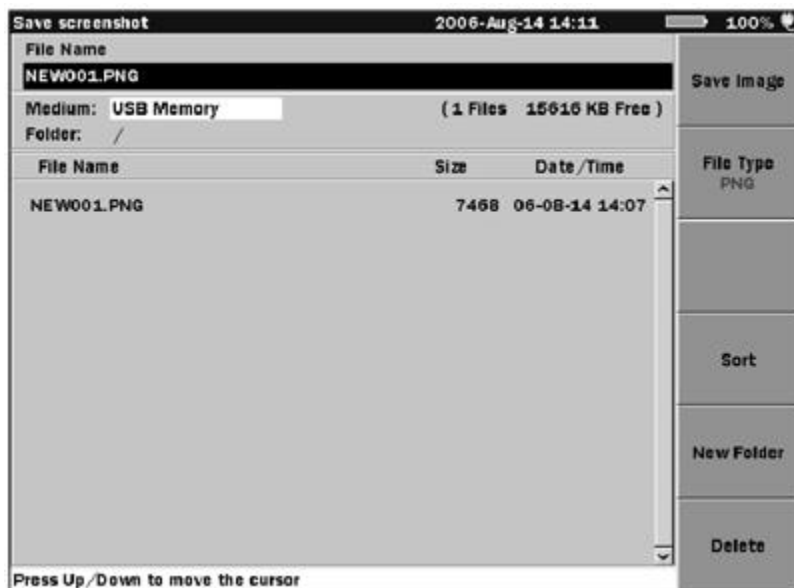 Save screenshot 2006-Aug-14 14:11 100%
File Name
NEW001.PNG
Medium: USB Memory (1 Files 15616 KB Free)
Folder: /
File Name Size Date/Time
NEW001.PNG 7468 06-08-14 14:07
Press Up/Down to move the cursor
Save Image
File Type
PNG
Sort
New Folder
Delete